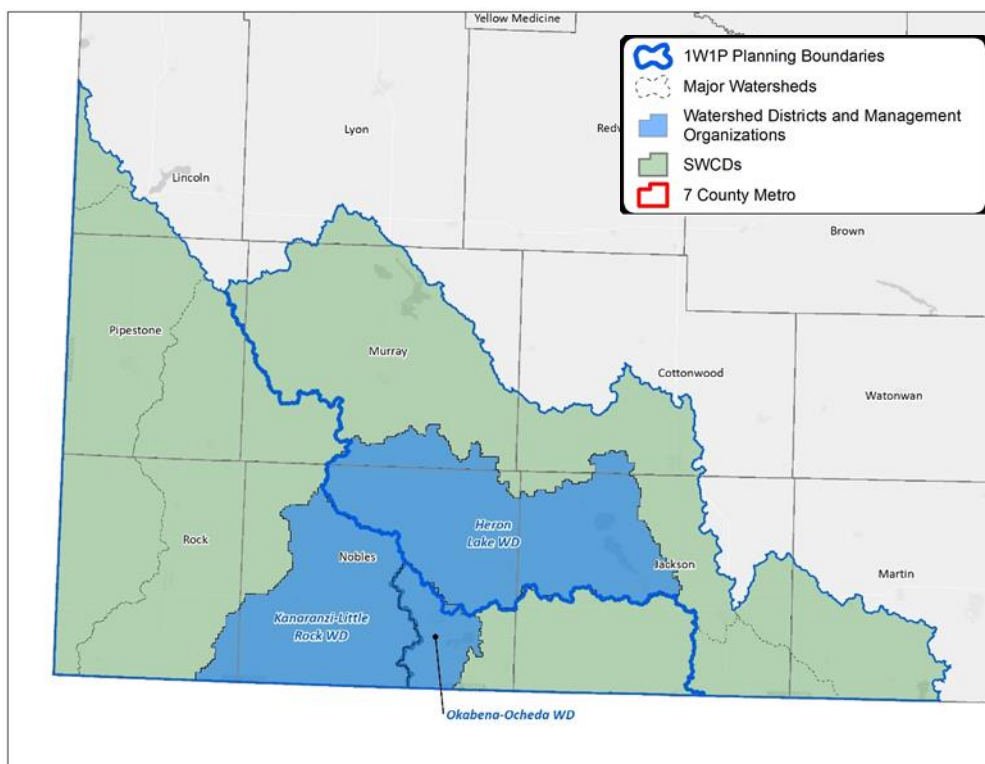 Yellow Medicine
1W1P Planning Boundaries
Major Watersheds
Watershed Districts and Management
Organizations
SWCDs
7 County Metro
Lyon
Lincoln
Brown
Pipestone
Murray
Cottonwood
Watonwan
Heron
Lake WD
Rock
Nobles
Jackson
Martin
Kanaranzi-Little
Rock WD
Okabena-Ocheda WD